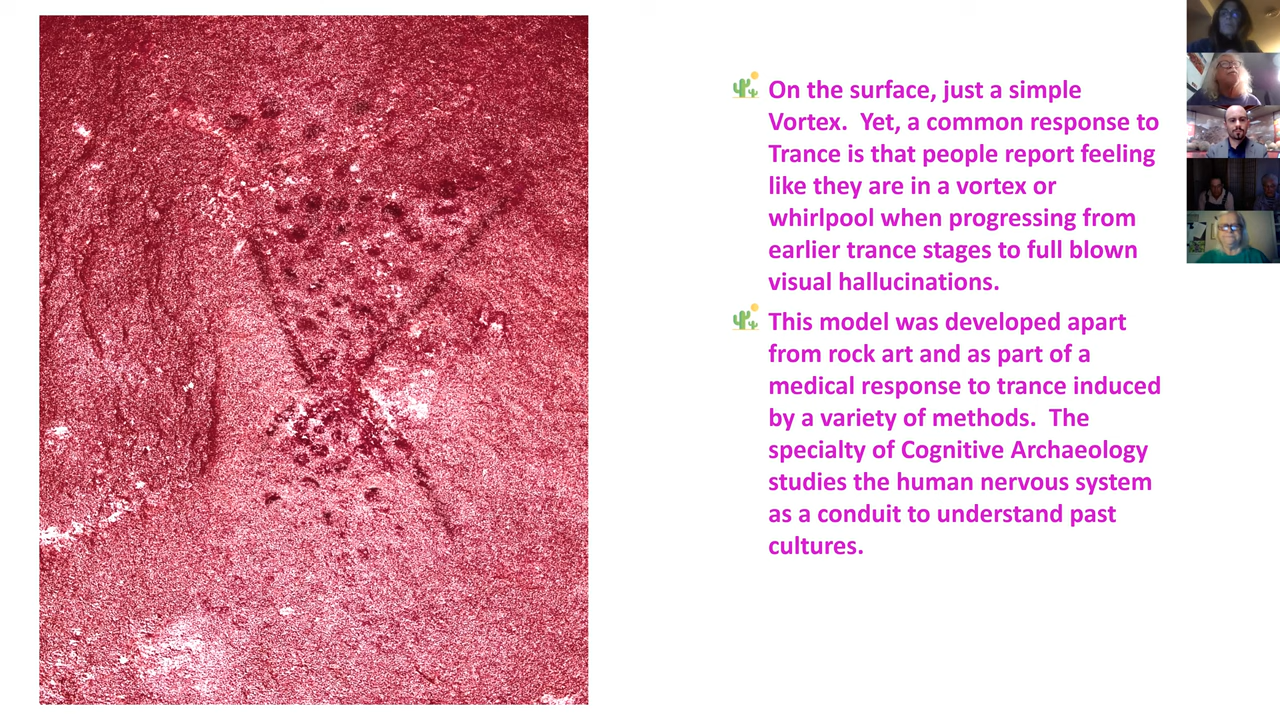 On the surface, just a simple
Vortex.  Yet, a common response to
Trance is that people report feeling
like they are in a vortex or
whirlpool when progressing from
earlier trance stages to full blown
visual hallucinations.
This model was developed apart
from rock art and as part of a
medical response to trance induced
by a variety of methods.  The
specialty of Cognitive Archaeology
studies the human nervous system
as a conduit to understand past
cultures.